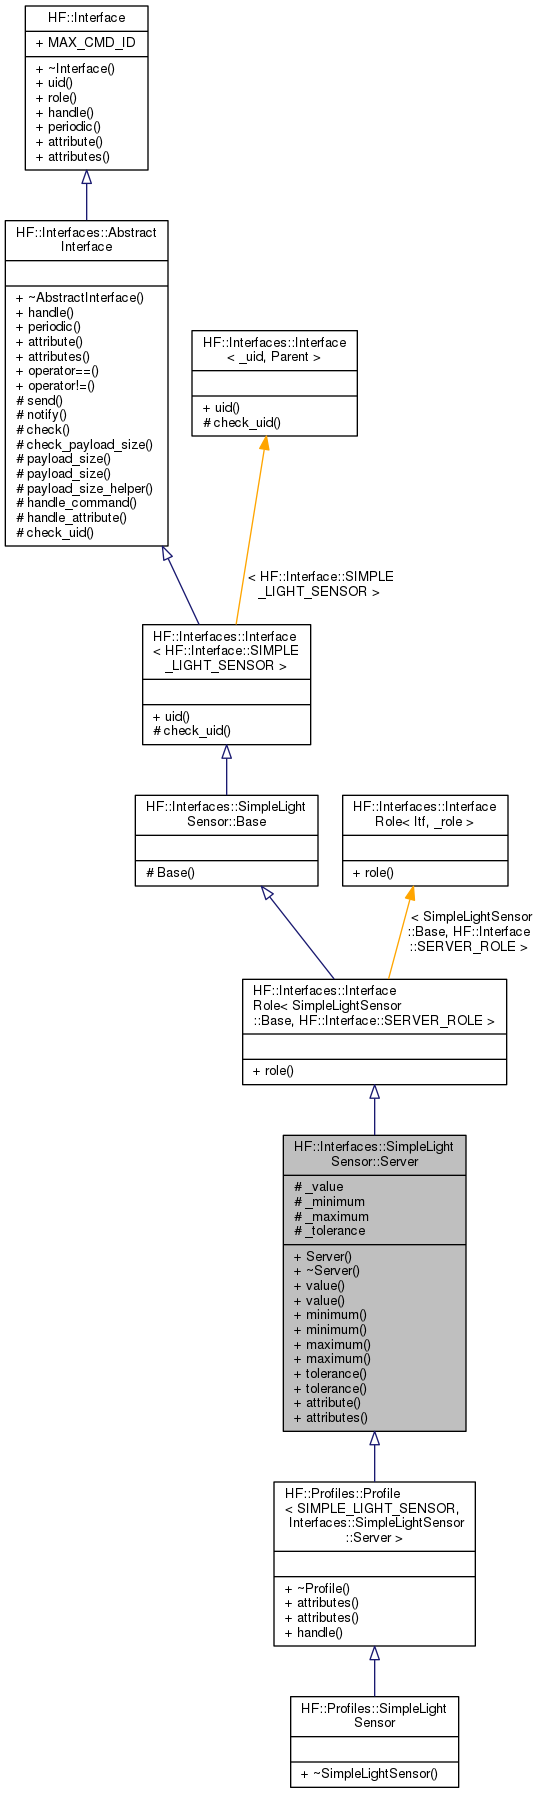 HF::Interface
+ MAX_CMD_ID
+ ~Interface()
+ uid()
+ role()
+ handle()
+ periodic()
+ attribute()
+ attributes()
HF::Interfaces::Abstract
Interface
+ ~AbstractInterface()
+ handle()
+ periodic()
+ attribute()
+ attributes()
+ operator==()
+ operator!=()
# send()
# notify()
# check()
# check_payload_size()
# payload_size()
# payload_size()
# payload_size_helper()
# handle_command()
# handle_attribute()
# check_uid()
HF::Interfaces::Interface
< _uid, Parent >
+ uid()
# check_uid()
< HF::Interface::SIMPLE
_LIGHT_SENSOR >
HF::Interfaces::Interface
< HF::Interface::SIMPLE
_LIGHT_SENSOR >
+ uid()
# check_uid()
HF::Interfaces::SimpleLight
Sensor::Base
# Base()
HF::Interfaces::Interface
Role< Itf, _role >
+ role()
< SimpleLightSensor
::Base, HF::Interface
::SERVER_ROLE >
HF::Interfaces::Interface
Role< SimpleLightSensor
::Base, HF::Interface::SERVER_ROLE >
+ role()
HF::Interfaces::SimpleLight
Sensor::Server
# _value
# _minimum
# _maximum
# _tolerance
+ Server()
+ ~Server()
+ value()
+ value()
+ minimum()
+ minimum()
+ maximum()
+ maximum()
+ tolerance()
+ tolerance()
+ attribute()
+ attributes()
HF::Profiles::Profile
< SIMPLE_LIGHT_SENSOR,
Interfaces::SimpleLightSensor
::Server >
+ ~Profile()
+ attributes()
+ attributes()
+ handle()
HF::Profiles::SimpleLight
Sensor
+ ~SimpleLightSensor()